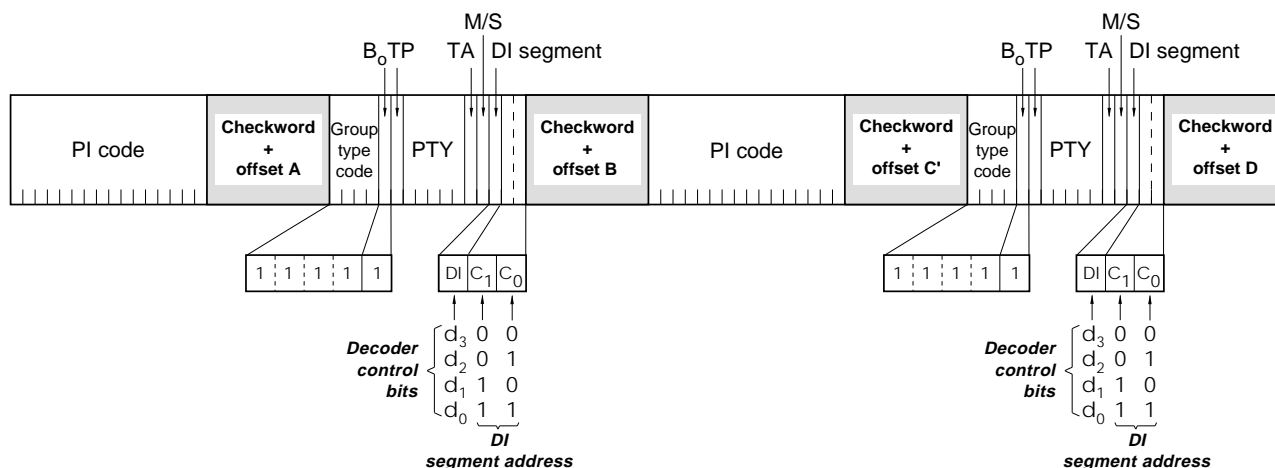 M/S M/S
BₒTP TA DI segment BₒTP TA DI segment
PI code Checkword + offset A Group type code PTY Checkword + offset B PI code Checkword + offset C' Group type code PTY Checkword + offset D
1 1 1 1 1 DI C₁ C₀ 1 1 1 1 1 DI C₁ C₀
Decoder control bits
d₃ 0 0
d₂ 0 1
d₁ 1 0
d₀ 1 1
DI
segment address
Decoder control bits
d₃ 0 0
d₂ 0 1
d₁ 1 0
d₀ 1 1
DI
segment address